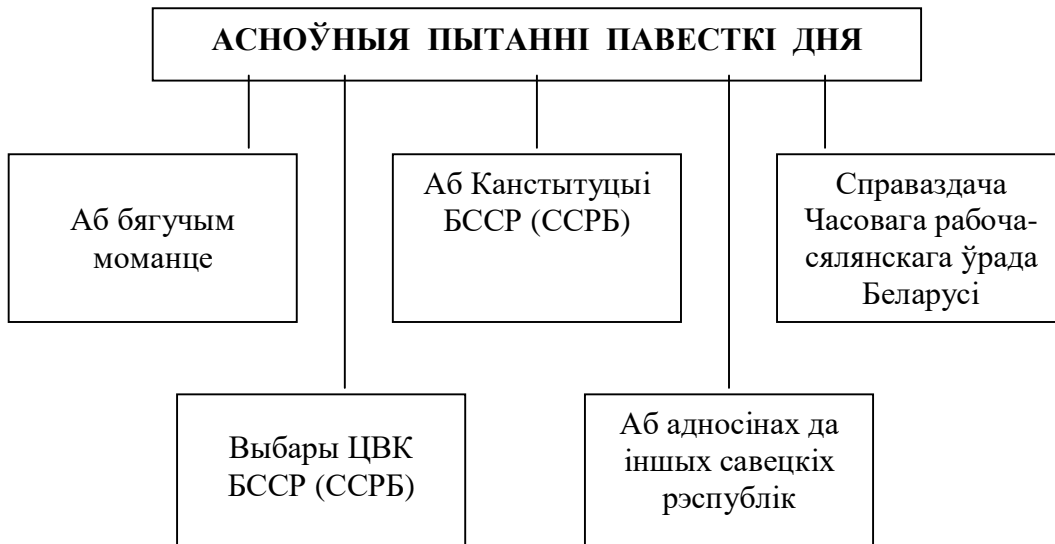 АСНОЎНЫЯ ПЫТАННІ ПАВЕСТКІ ДНЯ
Аб бягучым
моманце
Аб Канстытуцыі
БССР (ССРБ)
Справаздача
Часовага рабоча-
сялянскага ўрада
Беларусі
Выбары ЦВК
БССР (ССРБ)
Аб адносінах да
іншых савецкіх
рэспублік